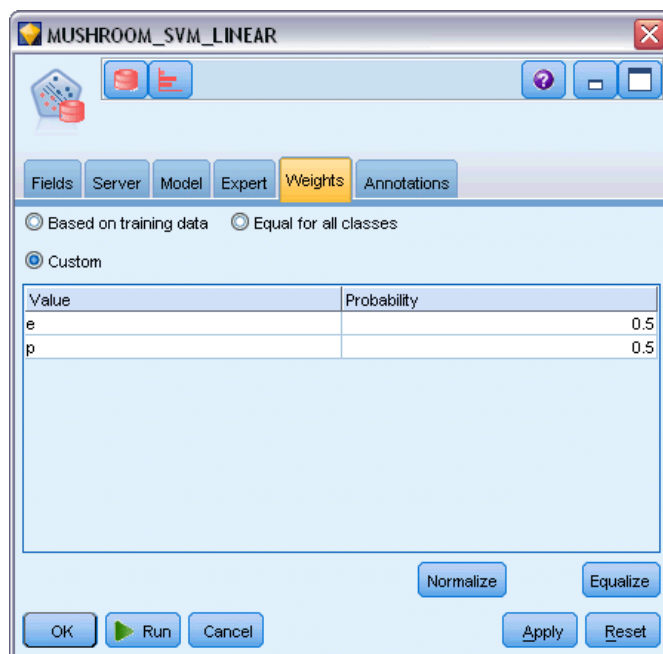 MUSHROOM_SVM_LINEAR
?
Fields Server Model Expert Weights Annotations
Based on training data Equal for all classes
Custom
Value Probability
e 0.5
p 0.5
Normalize Equalize
OK Run Cancel Apply Reset